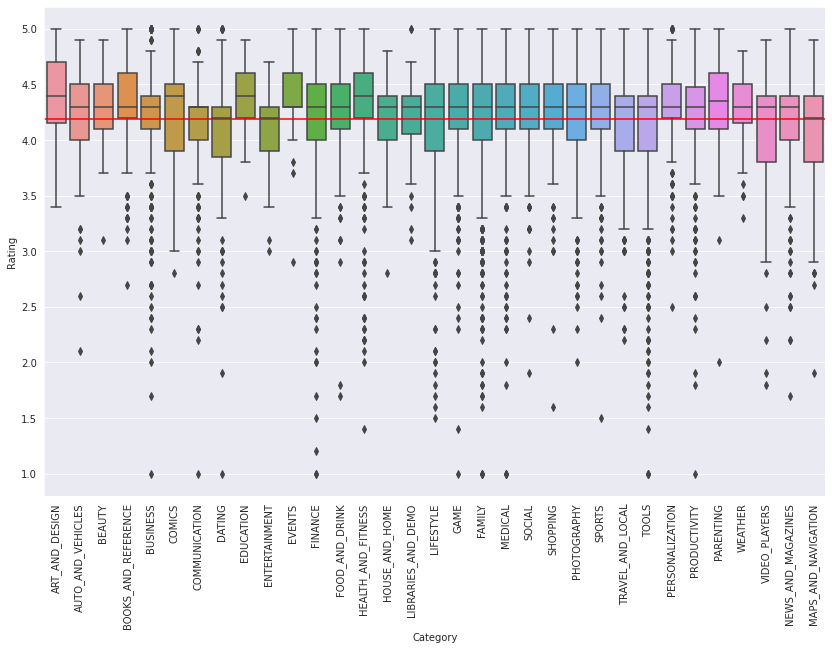 5.0
4.5
4.0
3.5
3.0
2.5
2.0
1.5
1.0
Rating
ART_AND_DESIGN
AUTO_AND_VEHICLES
BEAUTY
BOOKS_AND_REFERENCE
BUSINESS
COMICS
COMMUNICATION
DATING
EDUCATION
ENTERTAINMENT
EVENTS
FINANCE
FOOD_AND_DRINK
HEALTH_AND_FITNESS
HOUSE_AND_HOME
LIBRARIES_AND_DEMO
LIFESTYLE
GAME
FAMILY
MEDICAL
SOCIAL
SHOPPING
PHOTOGRAPHY
SPORTS
TRAVEL_AND_LOCAL
TOOLS
PERSONALIZATION
PRODUCTIVITY
PARENTING
WEATHER
VIDEO_PLAYERS
NEWS_AND_MAGAZINES
MAPS_AND_NAVIGATION
Category